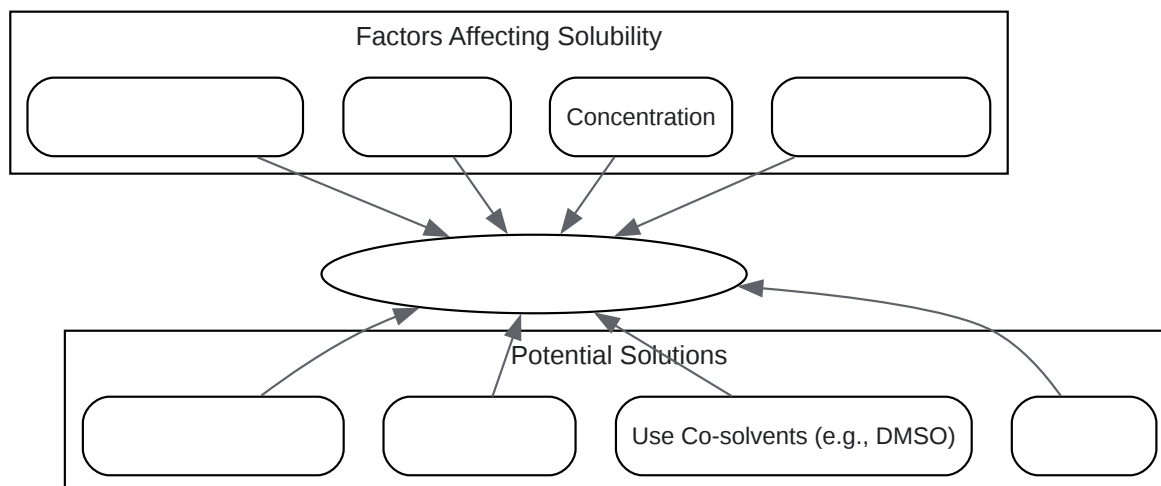 Factors Affecting Solubility
Concentration
Potential Solutions
Use Co-solvents (e.g., DMSO)